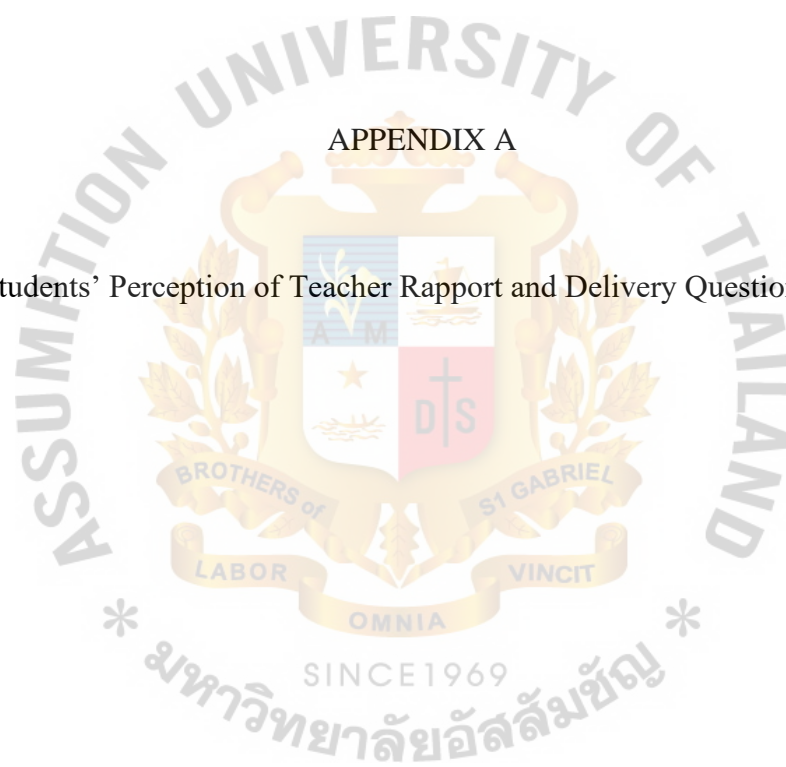 ASSUMPTION UNIVERSITY OF THAILAND
APPENDIX A
tudents’ Perception of Teacher Rapport and Delivery Question
A M
D S
BROTHERS of ST GABRIEL
LABOR VINCIT
OMNIA
* *
SINCE1969
มหาวิทยาลัยอัสสัมชัญ